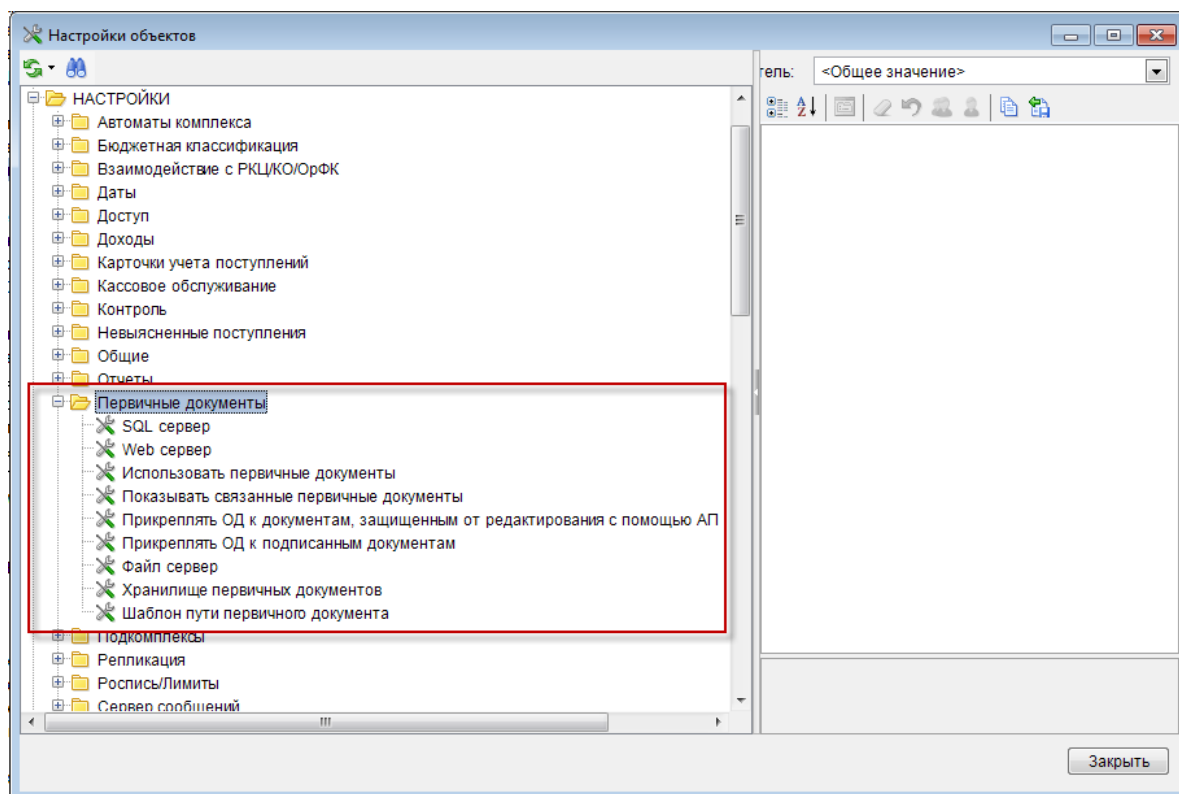 Настройки объектов
тель: <Общее значение>
НАСТРОЙКИ
Автоматы комплекса
Бюджетная классификация
Взаимодействие с РКЦ/КО/ОрФК
Даты
Доступ
Доходы
Карточки учета поступлений
Кассовое обслуживание
Контроль
Невыясненные поступления
Общие
Отчеты
Первичные документы
SQL сервер
Web сервер
Использовать первичные документы
Показывать связанные первичные документы
Прикреплять ОД к документам, защищенным от редактирования с помощью АП
Прикреплять ОД к подписанным документам
Файл сервер
Хранилище первичных документов
Шаблон пути первичного документа
Подкомплексы
Репликация
Роспись/Лимиты
Сервер сообщений
Закрыть